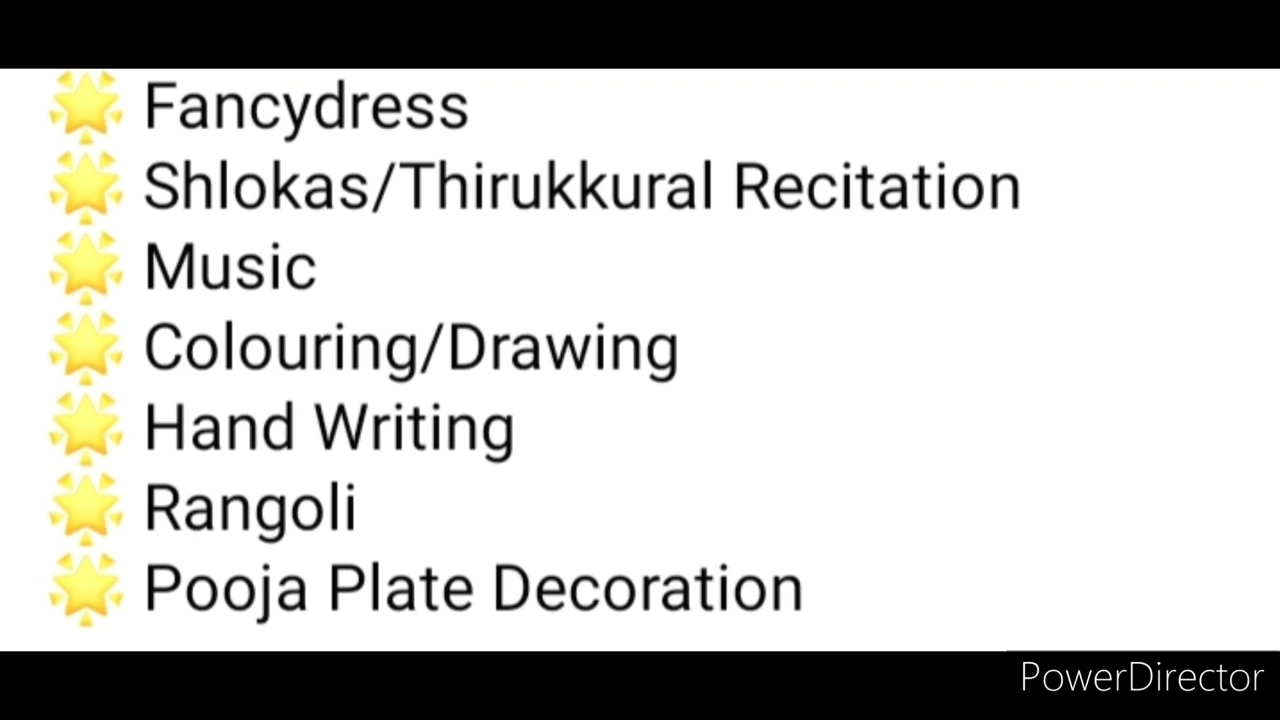 🌟 Fancydress
🌟 Shlokas/Thirukkural Recitation
🌟 Music
🌟 Colouring/Drawing
🌟 Hand Writing
🌟 Rangoli
🌟 Pooja Plate Decoration
PowerDirector